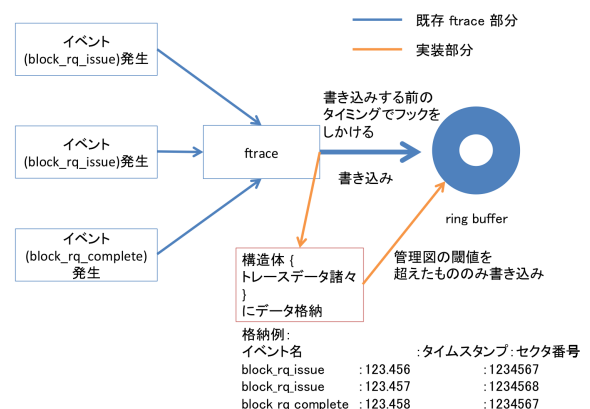 イベント
(block_rq_issue)発生
既存 ftrace 部分
実装部分
イベント
(block_rq_issue)発生
ftrace
書き込みする前の
タイミングでフックを
しかける
書き込み
ring buffer
イベント
(block_rq_complete)
発生
構造体 {
トレースデータ諸々
}
にデータ格納
管理図の閾値を
超えたもののみ書き込み
格納例:
イベント名 :タイムスタンプ:セクタ番号
block_rq_issue :123.456 :1234567
block_rq_issue :123.457 :1234568
block_rq_complete :123.458 :1234567